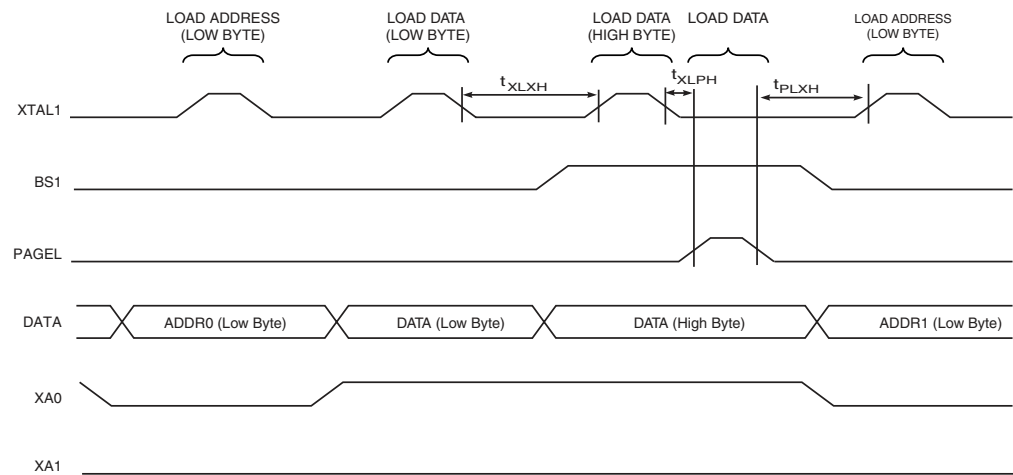 LOAD ADDRESS
(LOW BYTE)
LOAD DATA
(LOW BYTE)
LOAD DATA
(HIGH BYTE)
LOAD DATA
LOAD ADDRESS
(LOW BYTE)
tXLXH
tXLPH
tPLXH
XTAL1
BS1
PAGEL
DATA
ADDR0 (Low Byte)
DATA (Low Byte)
DATA (High Byte)
ADDR1 (Low Byte)
XA0
XA1